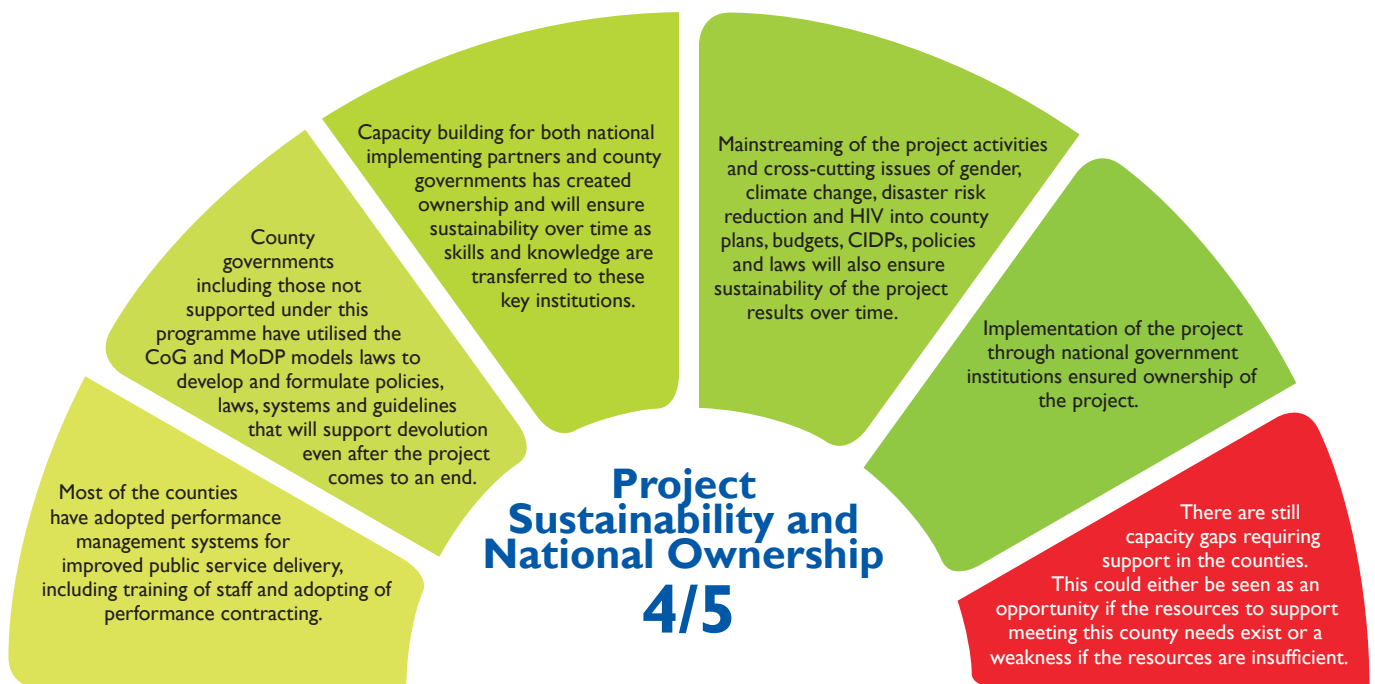 Most of the counties
have adopted performance
management systems for
improved public service delivery,
including training of staff and adopting of
performance contracting.
County
governments
including those not
supported under this
programme have utilised the
CoG and MoDP models laws to
develop and formulate policies,
laws, systems and guidelines
that will support devolution
even after the project
comes to an end.
Capacity building for both national
implementing partners and county
governments has created
ownership and will ensure
sustainability over time as
skills and knowledge are
transferred to these
key institutions.
Mainstreaming of the project activities
and cross-cutting issues of gender,
climate change, disaster risk
reduction and HIV into county
plans, budgets, CIDPs, policies
and laws will also ensure
sustainability of the project
results over time.
Implementation of the project
through national government
institutions ensured ownership of
the project.
There are still
capacity gaps requiring
support in the counties.
This could either be seen as an
opportunity if the resources to support
meeting this county needs exist or a
weakness if the resources are insufficient.
Project
Sustainability and
National Ownership
4/5